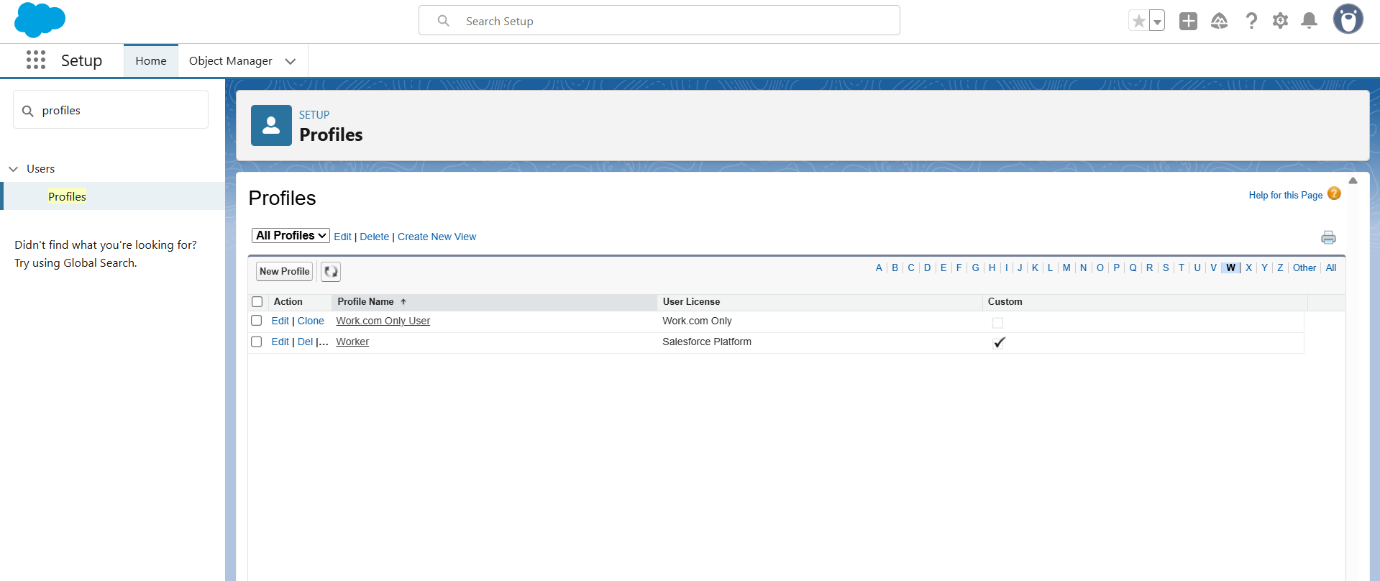 Search Setup
Setup
Home
Object Manager
profiles
Users
Profiles
Didn't find what you're looking for?
Try using Global Search.
SETUP
Profiles
Profiles
Help for this Page ?
All Profiles Edit | Delete | Create New View
New Profile
A | B | C | D | E | F | G | H | I | J | K | L | M | N | O | P | Q | R | S | T | U | V | W | X | Y | Z | Other | All
Action Profile Name ↑ User License Custom
Edit | Clone Work.com Only User Work.com Only
Edit | Del |... Worker Salesforce Platform